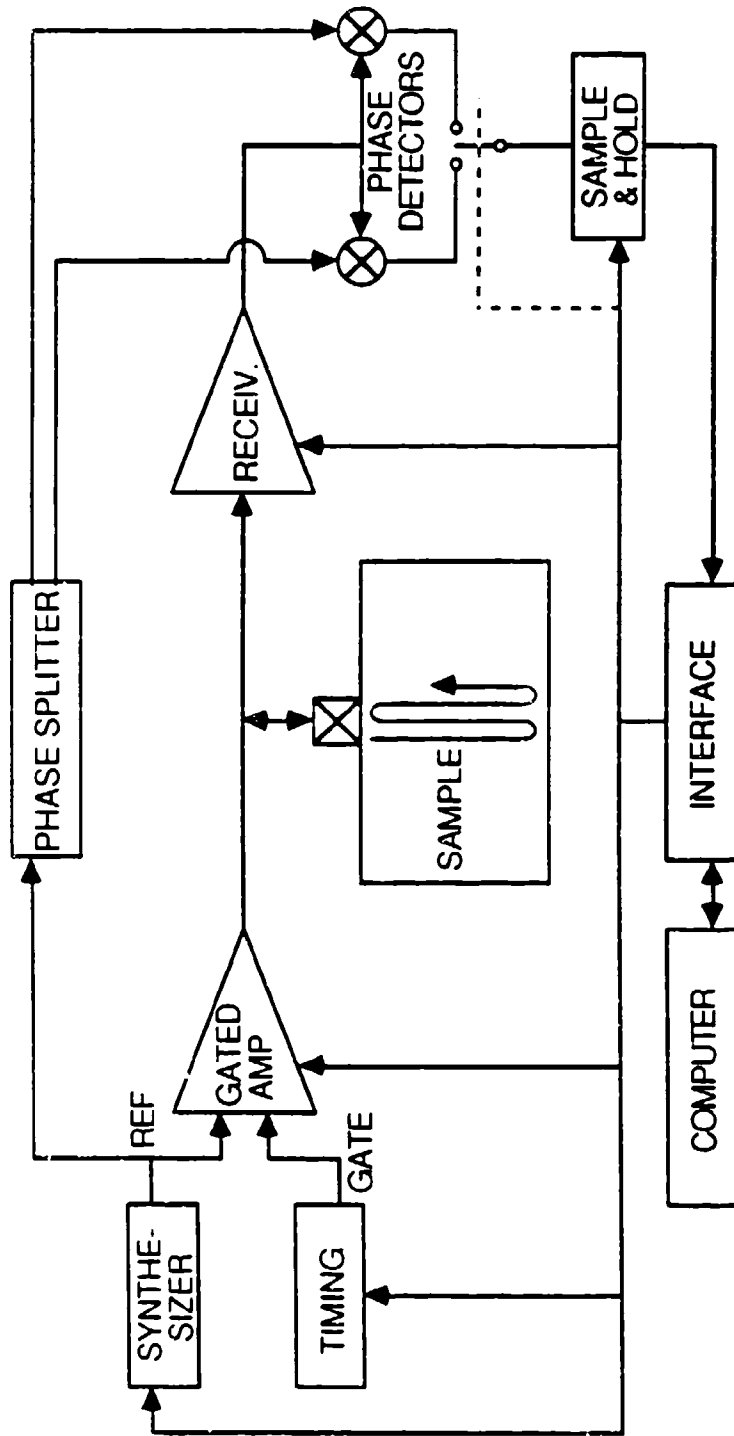 PHASE SPLITTER
REF
SYNTHE-
SIZER
GATED
AMP
RECEIV.
PHASE
DETECTORS
GATE
TIMING
SAMPLE
SAMPLE
& HOLD
COMPUTER
INTERFACE